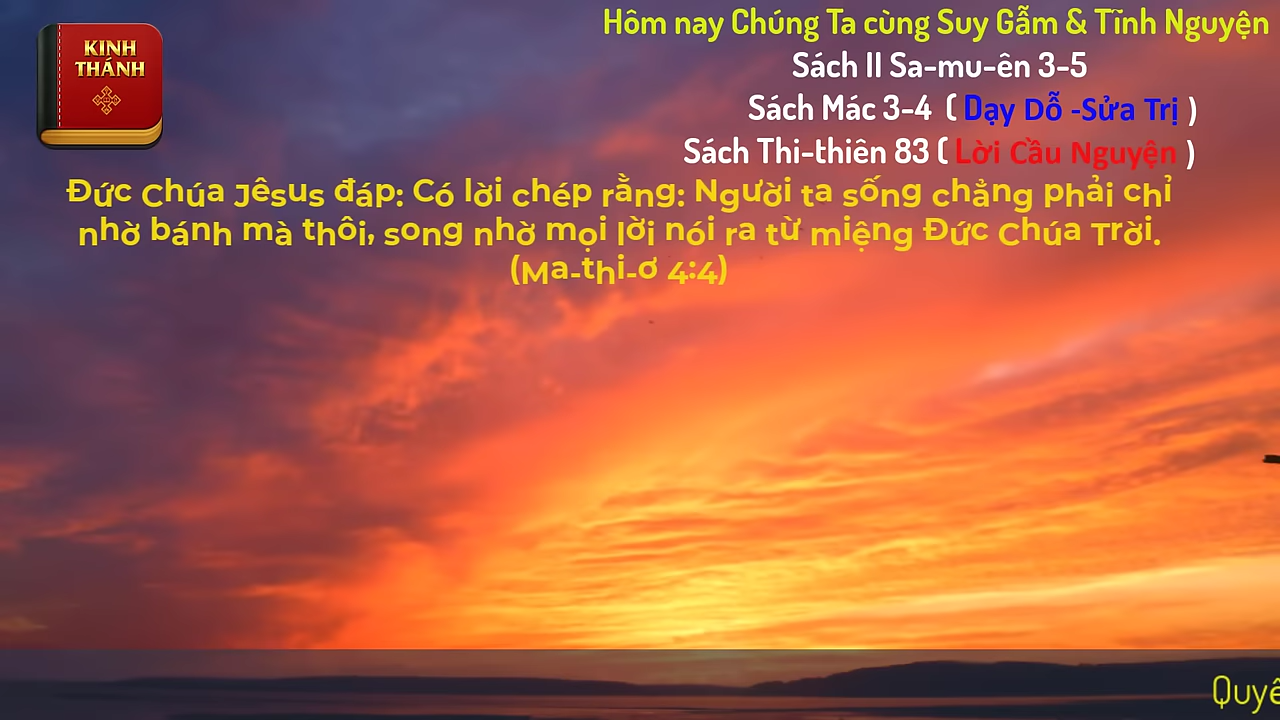 KINH
THÁNH
Hôm nay Chúng Ta cùng Suy Gẫm & Tĩnh Nguyện
Sách II Sa-mu-ên 3-5
Sách Mác 3-4 ( Dạy Dỗ -Sửa Trị )
Sách Thi-thiên 83 ( Lời Cầu Nguyện )
Đức Chúa Jêsus đáp: Có lời chép rằng: Người ta sống chẳng phải chỉ
nhờ bánh mà thôi, song nhờ mọi lời nói ra từ miệng Đức Chúa Trời.
(Ma-thi-ơ 4:4)
Quyê